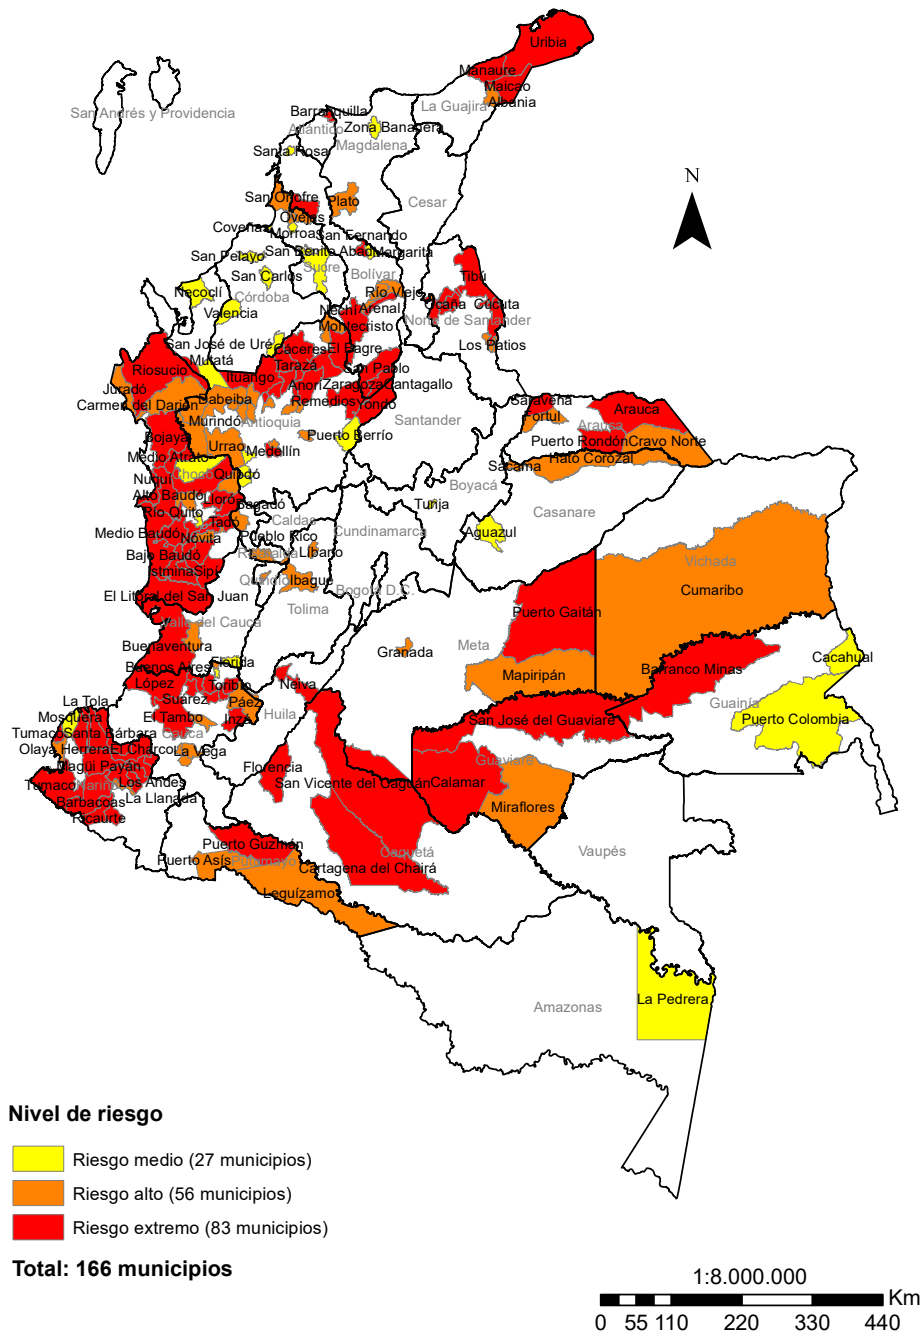 Uribia
Manaure
Maicao
La Guajira
Albania
San Andrés y Providencia
Barranquilla
Atlántico
Zona Bananera
Magdalena
Santa Rosa
N
San Onofre
Plato
Cesar
Ovejas
Coveñas
Morroa
San Fernando
San Benito Abad
Margarita
San Pelayo
Sucre
San Carlos
Bolívar
Tibú
Necoclí
Córdoba
Río Viejo
Ocaña
Cúcuta
Valencia
Nechí
Arenal
Norte de Santander
Montecristo
San José de Uré
Cáceres
El Bagre
Los Patios
Mutatá
Tarazá
San Pablo
Riosucio
Ituango
Juradó
Anorí
Zaragoza
Cantagallo
Carmen del Darién
Dabeiba
Remedios
Yondó
Saravena
Arauca
Murindó
Antioquia
Santander
Fortul
Arauca
Bojaya
Urrao
Puerto Berrío
Puerto Rondón
Cravo Norte
Medio Atrato
Medellín
Hato Corozal
Sácama
Nuquí
Chocó
Quibdó
Boyacá
Alto Baudó
Lloró
Bagadó
Tunja
Casanare
Río Quito
Tadó
Caldas
Medio Baudó
Nóvita
Pueblo Rico
Cundinamarca
Aguazul
Bajo Baudó
Risaralda
Líbano
Vichada
Istmina
Sipí
Quindío
Ibagué
Bogotá D.C.
Cumaribo
El Litoral del San Juan
Tolima
Puerto Gaitán
Valle del Cauca
Buenaventura
Granada
Meta
Florida
Cacahual
Buenos Aires
Mapiripán
Barranco Minas
López
Toribío
Neiva
La Tola
Suárez
Páez
Guainía
Mosquera
El Tambo
Inzá
Huila
San José del Guaviare
Puerto Colombia
Tumaco
Santa Bárbara
Cauca
Olaya Herrera
El Charco
La Vega
Guaviare
Magüi Payán
Florencia
Tumaco
Nariño
Los Andes
San Vicente del Caguán
Calamar
Barbacoas
La Llanada
Miraflores
Ricaurte
Puerto Guzmán
Caquetá
Vaupés
Puerto Asís
Putumayo
Cartagena del Chairá
Leguízamo
La Pedrera
Amazonas
Nivel de riesgo
Riesgo medio (27 municipios)
Riesgo alto (56 municipios)
Riesgo extremo (83 municipios)
Total: 166 municipios
1:8.000.000
Km
0 55 110 220 330 440